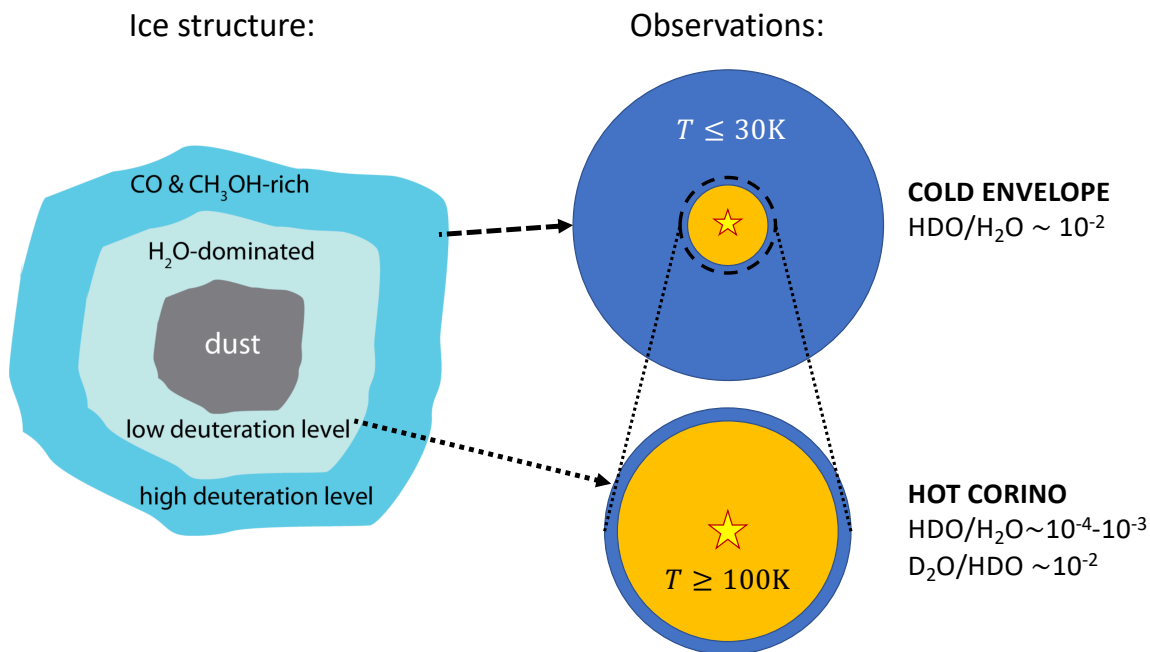 Ice structure:
Observations:
CO & CH₃OH-rich
H₂O-dominated
dust
low deuteration level
high deuteration level
T ≤ 30K
COLD ENVELOPE
HDO/H₂O ~ 10⁻²
T ≥ 100K
HOT CORINO
HDO/H₂O~10⁻⁴-10⁻³
D₂O/HDO ~10⁻²